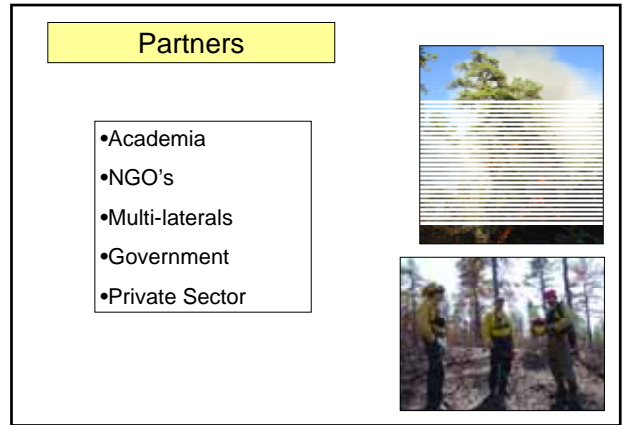 Partners
•Academia
•NGO's
•Multi-laterals
•Government
•Private Sector